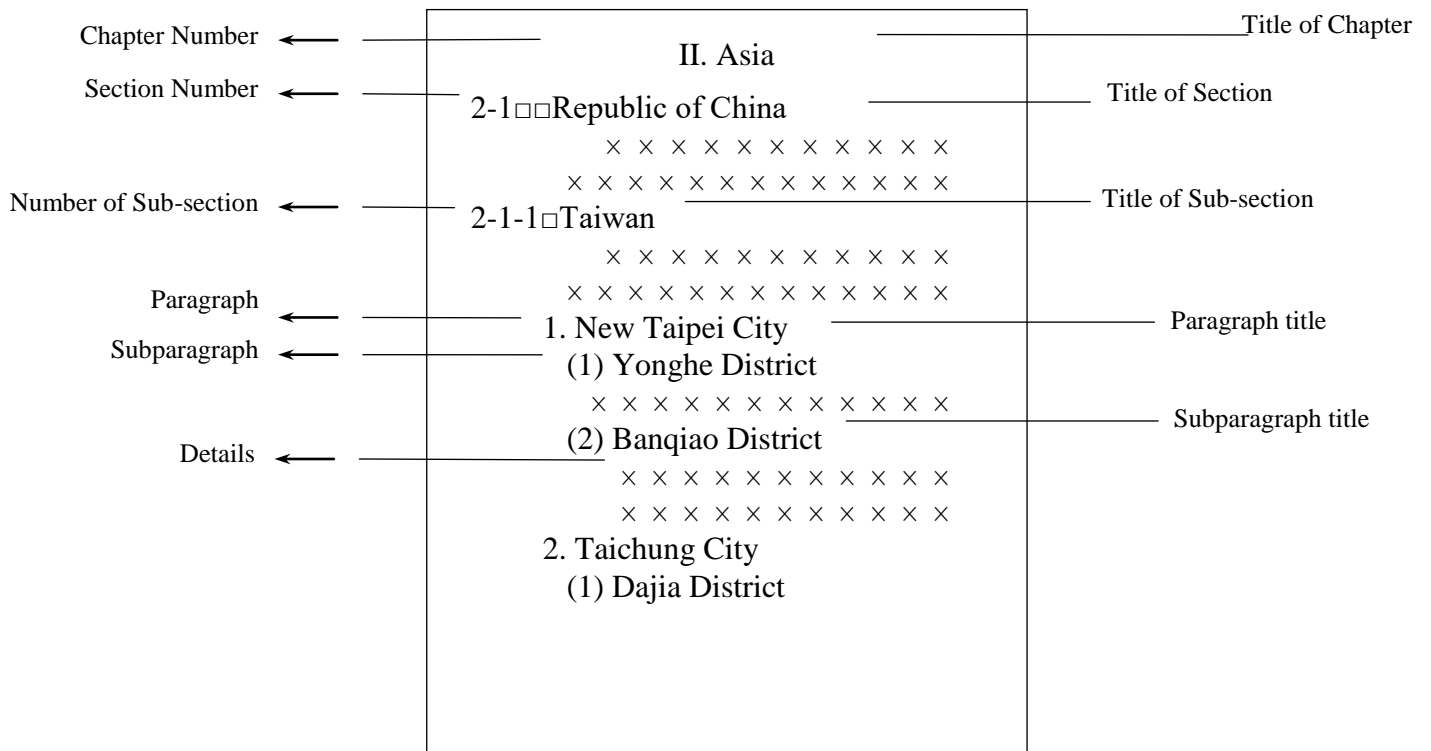 Chapter Number
Title of Chapter
II. Asia
Section Number
Title of Section
2-1□□Republic of China
× × × × × × × × × × ×
× × × × × × × × × × × ×
Number of Sub-section
Title of Sub-section
2-1-1□Taiwan
× × × × × × × × × × ×
× × × × × × × × × × × ×
Paragraph
Paragraph title
1. New Taipei City
Subparagraph
(1) Yonghe District
× × × × × × × × × × × ×
Subparagraph title
(2) Banqiao District
Details
× × × × × × × × × × ×
× × × × × × × × × × ×
2. Taichung City
(1) Dajia District